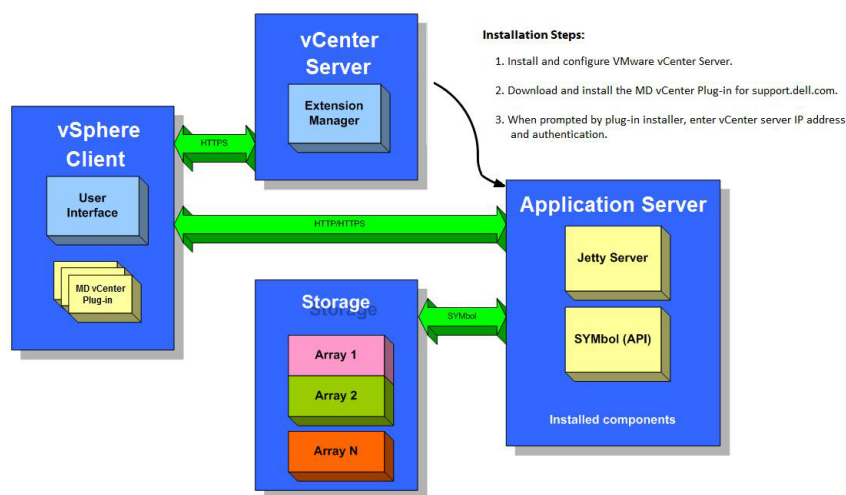 vCenter
Server
Extension
Manager
Installation Steps:
1. Install and configure VMware vCenter Server.
2. Download and install the MD vCenter Plug-in for support.dell.com.
3. When prompted by plug-in installer, enter vCenter server IP address
and authentication.
vSphere
Client
User
Interface
MD vCenter
Plug-in
HTTPS
HTTP/HTTPS
Application Server
Jetty Server
SYMbol (API)
Installed components
Storage
Array 1
Array 2
Array N
SYMbol